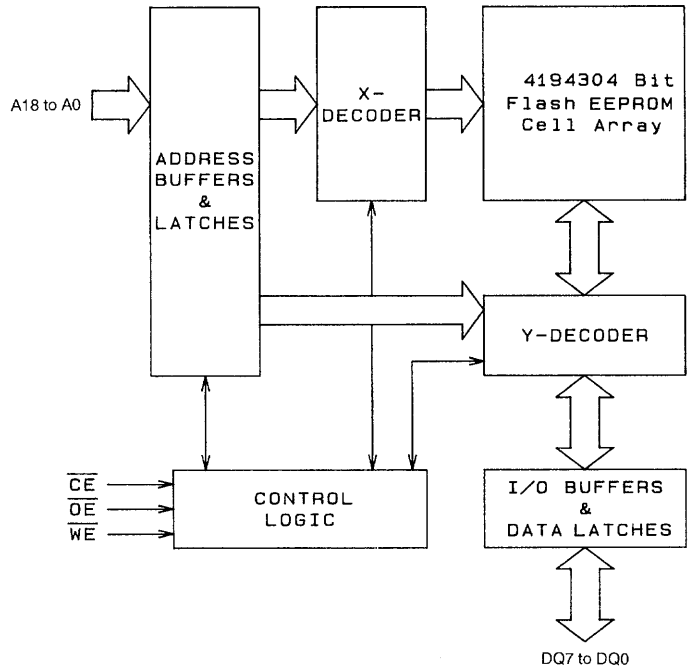 A18 to A0
ADDRESS
BUFFERS
&
LATCHES
X-
DECODER
4194304 Bit
Flash EEPROM
Cell Array
Y-DECODER
CE
OE
WE
CONTROL
LOGIC
I/O BUFFERS
&
DATA LATCHES
DQ7 to DQ0